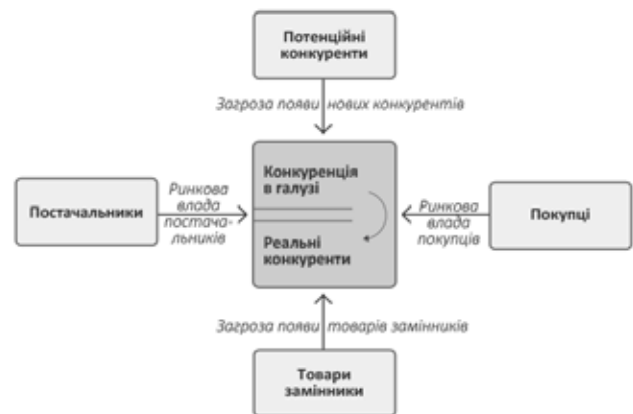 Потенційні
конкуренти
Загроза появи нових конкурентів
Конкуренція
в галузі
Постачальники
Ринкова
влада
постача-
льників
Реальні
конкуренти
Ринкова
влада
покупців
Покупці
Загроза появи товарів замінників
Товари
замінники